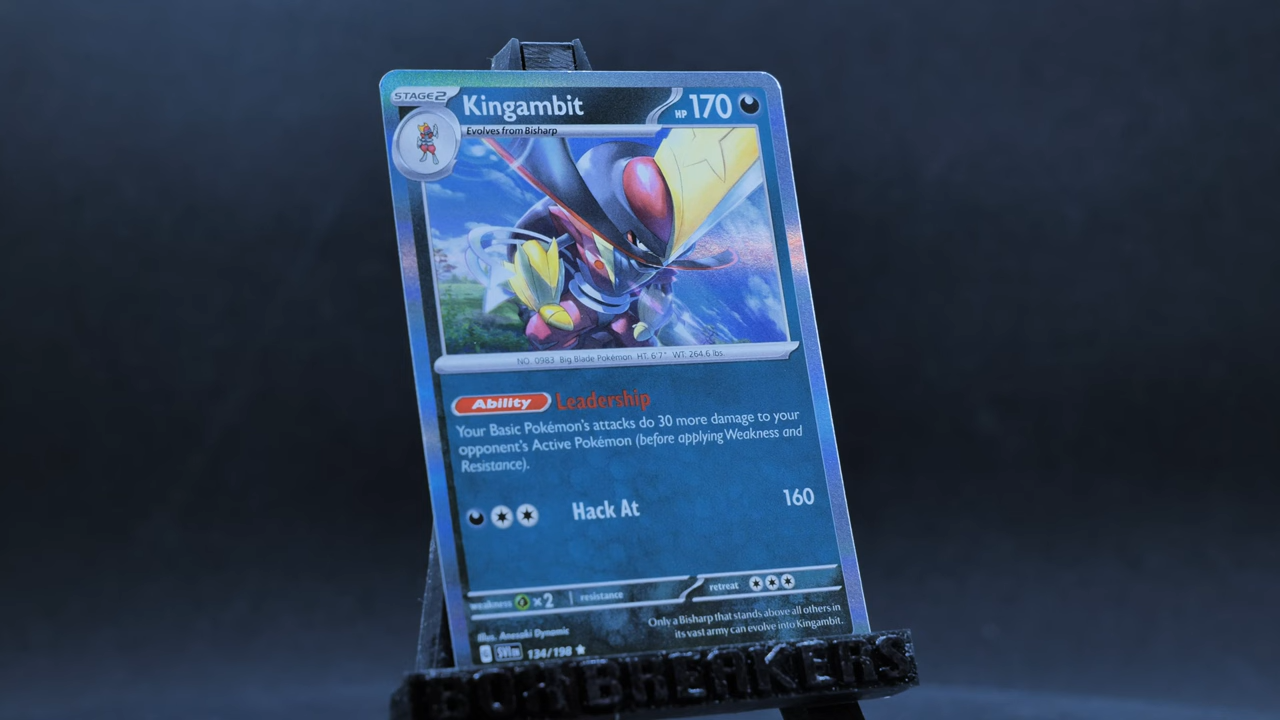 STAGE2
Kingambit
HP 170
Evolves from Bisharp
NO. 0983 Big Blade Pokémon HT. 6'7" WT. 264.6 lbs.
Ability Leadership
Your Basic Pokémon's attacks do 30 more damage to your
opponent's Active Pokémon (before applying Weakness and
Resistance).
Hack At 160
weakness ×2 resistance retreat
Illus. Anesaki Dynamic
Only a Bisharp that stands above all others in
its vast army can evolve into Kingambit.
G SVI EN 134/198 ★
BOXBREAKERS